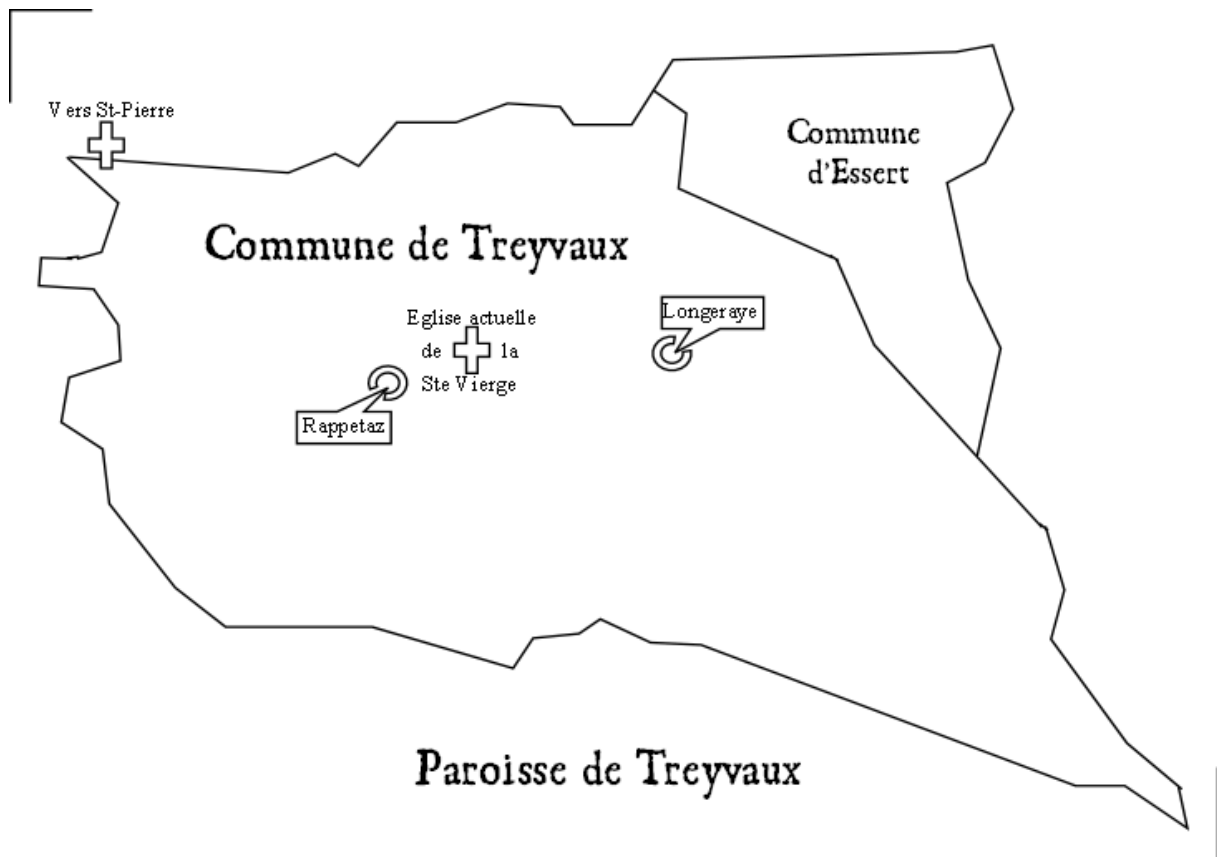 Vers St-Pierre
Commune
d'Essert
Commune de Treyvaux
Longeraye
Eglise actuelle
de la
Ste Vierge
Rappetaz
Paroisse de Treyvaux